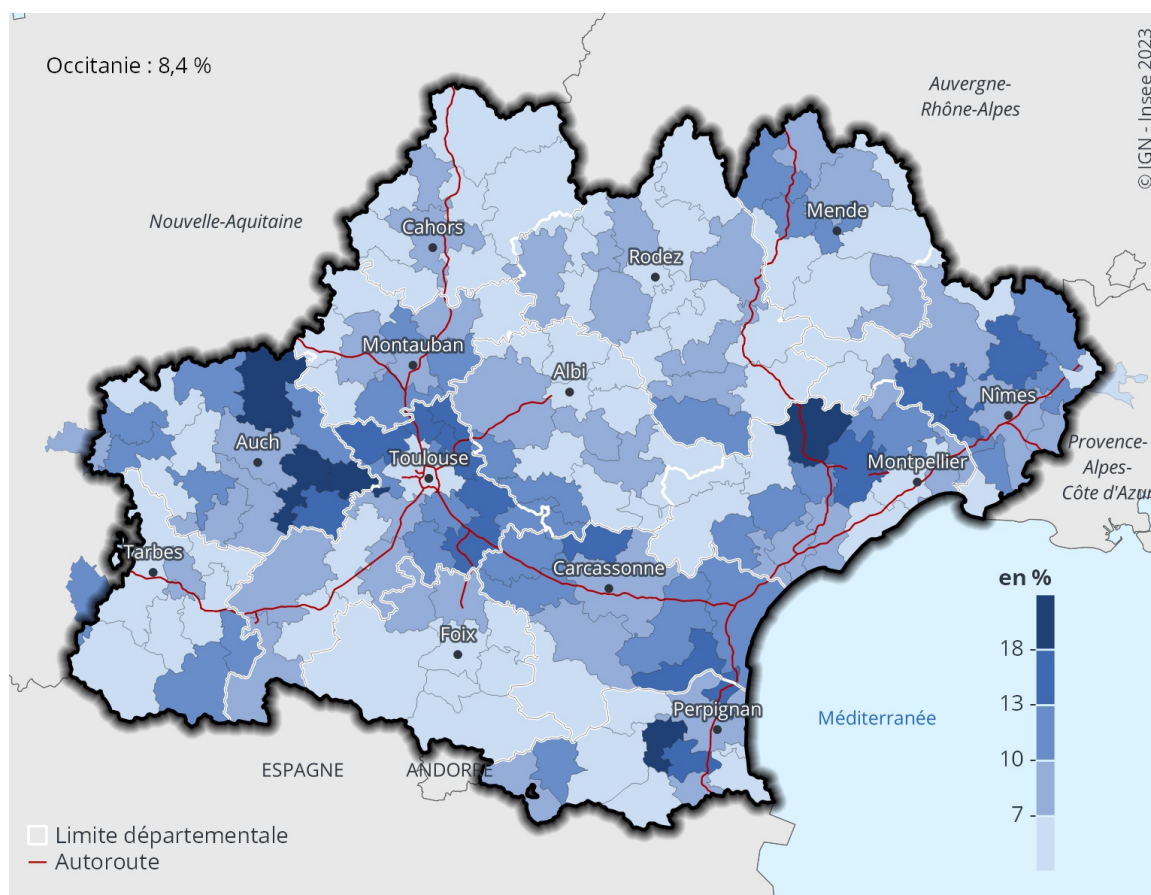 Occitanie : 8,4 %
Auvergne-
Rhône-Alpes
© IGN - Insee 2023
Nouvelle-Aquitaine
Cahors
Mende
Rodez
Montauban
Albi
Nîmes
Auch
Toulouse
Montpellier
Provence-
Alpes-
Côte d'Azur
Tarbes
Carcassonne
Foix
Perpignan
Méditerranée
ESPAGNE
ANDORRE
en %
18
13
10
7
Limite départementale
Autoroute